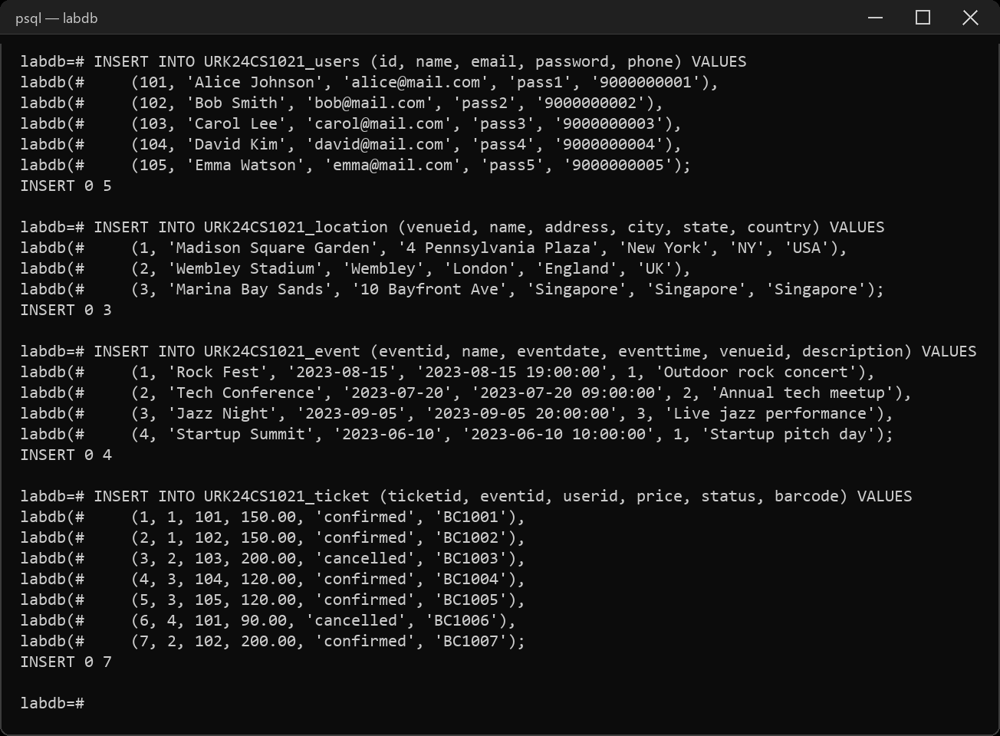 psql — labdb
labdb=# INSERT INTO URK24CS1021_users (id, name, email, password, phone) VALUES
labdb(#     (101, 'Alice Johnson', 'alice@mail.com', 'pass1', '9000000001'),
labdb(#     (102, 'Bob Smith', 'bob@mail.com', 'pass2', '9000000002'),
labdb(#     (103, 'Carol Lee', 'carol@mail.com', 'pass3', '9000000003'),
labdb(#     (104, 'David Kim', 'david@mail.com', 'pass4', '9000000004'),
labdb(#     (105, 'Emma Watson', 'emma@mail.com', 'pass5', '9000000005');
INSERT 0 5
labdb=# INSERT INTO URK24CS1021_location (venueid, name, address, city, state, country) VALUES
labdb(#     (1, 'Madison Square Garden', '4 Pennsylvania Plaza', 'New York', 'NY', 'USA'),
labdb(#     (2, 'Wembley Stadium', 'Wembley', 'London', 'England', 'UK'),
labdb(#     (3, 'Marina Bay Sands', '10 Bayfront Ave', 'Singapore', 'Singapore', 'Singapore');
INSERT 0 3
labdb=# INSERT INTO URK24CS1021_event (eventid, name, eventdate, eventtime, venueid, description) VALUES
labdb(#     (1, 'Rock Fest', '2023-08-15', '2023-08-15 19:00:00', 1, 'Outdoor rock concert'),
labdb(#     (2, 'Tech Conference', '2023-07-20', '2023-07-20 09:00:00', 2, 'Annual tech meetup'),
labdb(#     (3, 'Jazz Night', '2023-09-05', '2023-09-05 20:00:00', 3, 'Live jazz performance'),
labdb(#     (4, 'Startup Summit', '2023-06-10', '2023-06-10 10:00:00', 1, 'Startup pitch day');
INSERT 0 4
labdb=# INSERT INTO URK24CS1021_ticket (ticketid, eventid, userid, price, status, barcode) VALUES
labdb(#     (1, 1, 101, 150.00, 'confirmed', 'BC1001'),
labdb(#     (2, 1, 102, 150.00, 'confirmed', 'BC1002'),
labdb(#     (3, 2, 103, 200.00, 'cancelled', 'BC1003'),
labdb(#     (4, 3, 104, 120.00, 'confirmed', 'BC1004'),
labdb(#     (5, 3, 105, 120.00, 'confirmed', 'BC1005'),
labdb(#     (6, 4, 101, 90.00, 'cancelled', 'BC1006'),
labdb(#     (7, 2, 102, 200.00, 'confirmed', 'BC1007');
INSERT 0 7
labdb=#